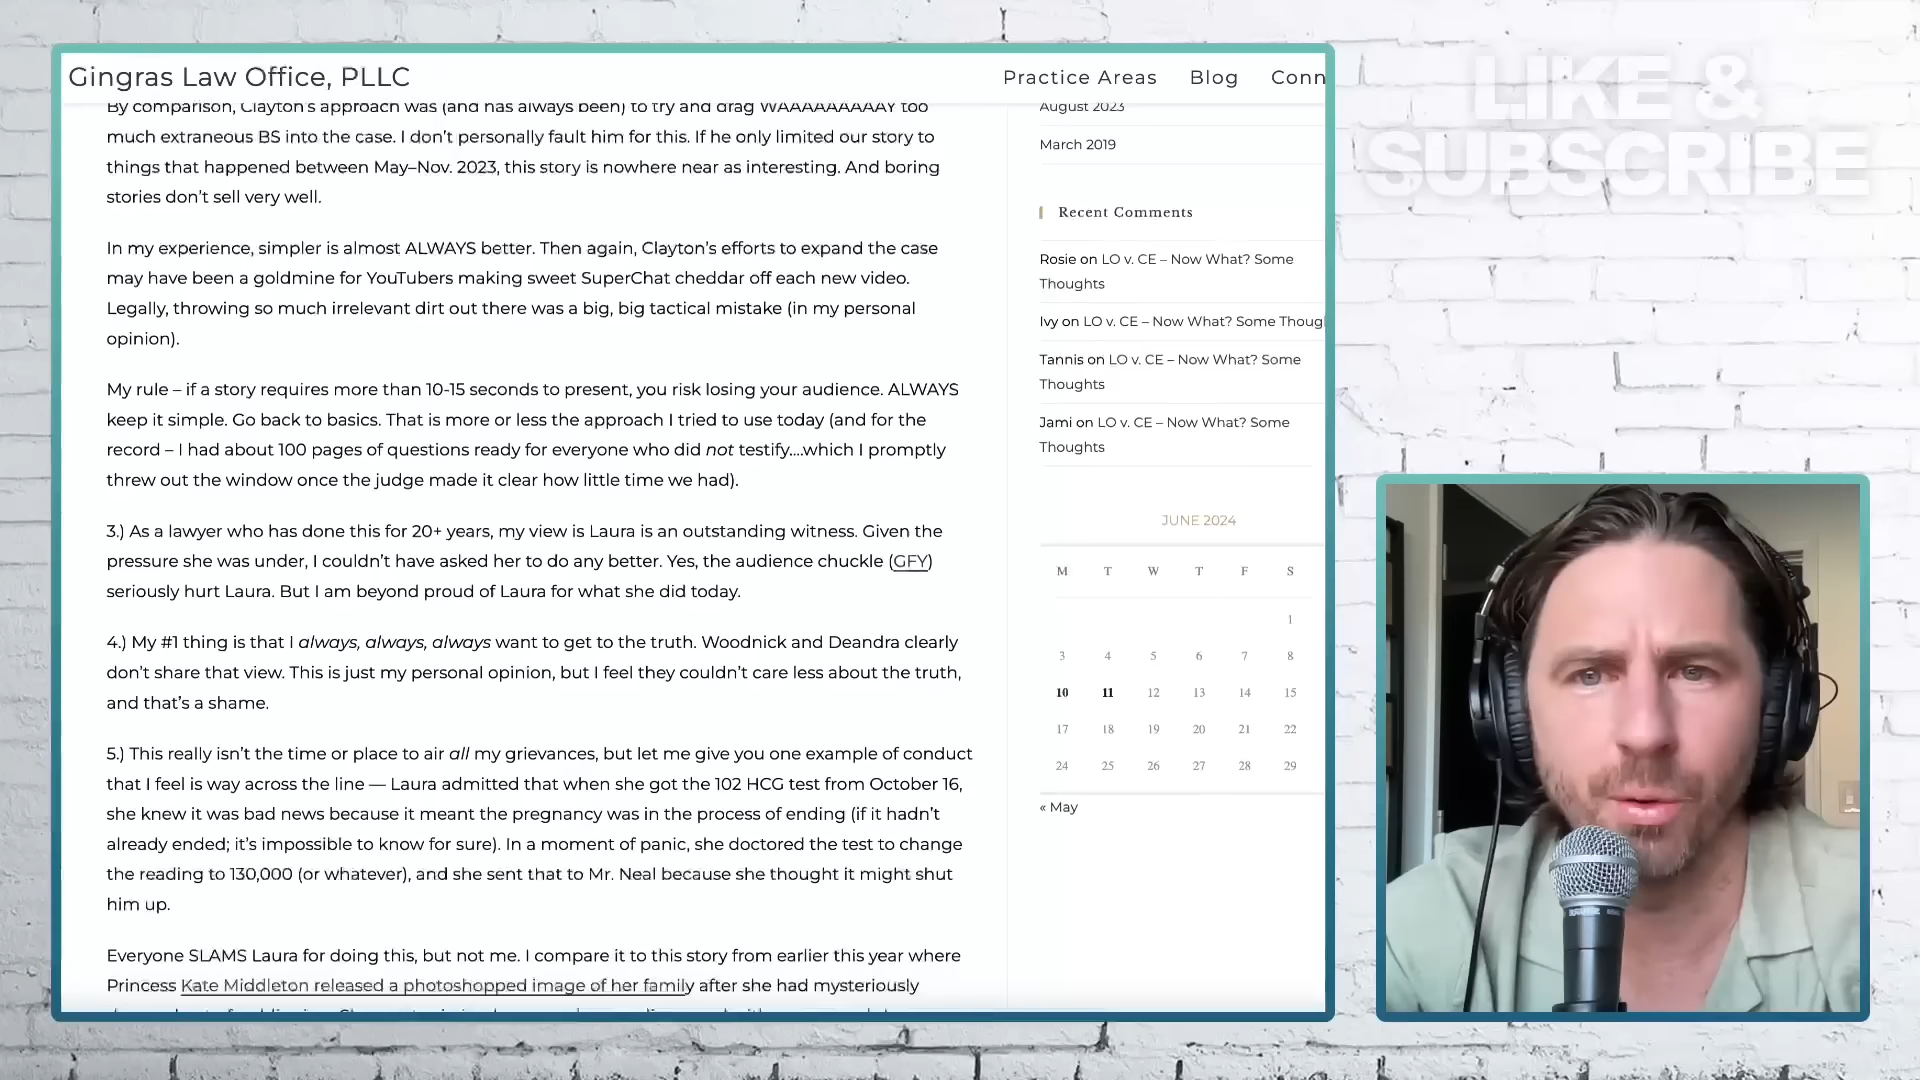 Gingras Law Office, PLLC
Practice Areas Blog Conn
LIKE &
SUBSCRIBE
By comparison, Clayton's approach was (and has always been) to try and drag WAAAAAAAAAY too
much extraneous BS into the case. I don't personally fault him for this. If he only limited our story to
things that happened between May–Nov. 2023, this story is nowhere near as interesting. And boring
stories don't sell very well.
In my experience, simpler is almost ALWAYS better. Then again, Clayton's efforts to expand the case
may have been a goldmine for YouTubers making sweet SuperChat cheddar off each new video.
Legally, throwing so much irrelevant dirt out there was a big, big tactical mistake (in my personal
opinion).
My rule – if a story requires more than 10-15 seconds to present, you risk losing your audience. ALWAYS
keep it simple. Go back to basics. That is more or less the approach I tried to use today (and for the
record – I had about 100 pages of questions ready for everyone who did not testify....which I promptly
threw out the window once the judge made it clear how little time we had).
3.) As a lawyer who has done this for 20+ years, my view is Laura is an outstanding witness. Given the
pressure she was under, I couldn't have asked her to do any better. Yes, the audience chuckle (GFY)
seriously hurt Laura. But I am beyond proud of Laura for what she did today.
4.) My #1 thing is that I always, always, always want to get to the truth. Woodnick and Deandra clearly
don't share that view. This is just my personal opinion, but I feel they couldn't care less about the truth,
and that's a shame.
5.) This really isn't the time or place to air all my grievances, but let me give you one example of conduct
that I feel is way across the line — Laura admitted that when she got the 102 HCG test from October 16,
she knew it was bad news because it meant the pregnancy was in the process of ending (if it hadn't
already ended; it's impossible to know for sure). In a moment of panic, she doctored the test to change
the reading to 130,000 (or whatever), and she sent that to Mr. Neal because she thought it might shut
him up.
Everyone SLAMS Laura for doing this, but not me. I compare it to this story from earlier this year where
Princess Kate Middleton released a photoshopped image of her family after she had mysteriously
August 2023
March 2019
Recent Comments
Rosie on LO v. CE – Now What? Some
Thoughts
Ivy on LO v. CE – Now What? Some Though
Tannis on LO v. CE – Now What? Some
Thoughts
Jami on LO v. CE – Now What? Some
Thoughts
JUNE 2024
M T W T F S
1
3 4 5 6 7 8
10 11 12 13 14 15
17 18 19 20 21 22
24 25 26 27 28 29
« May